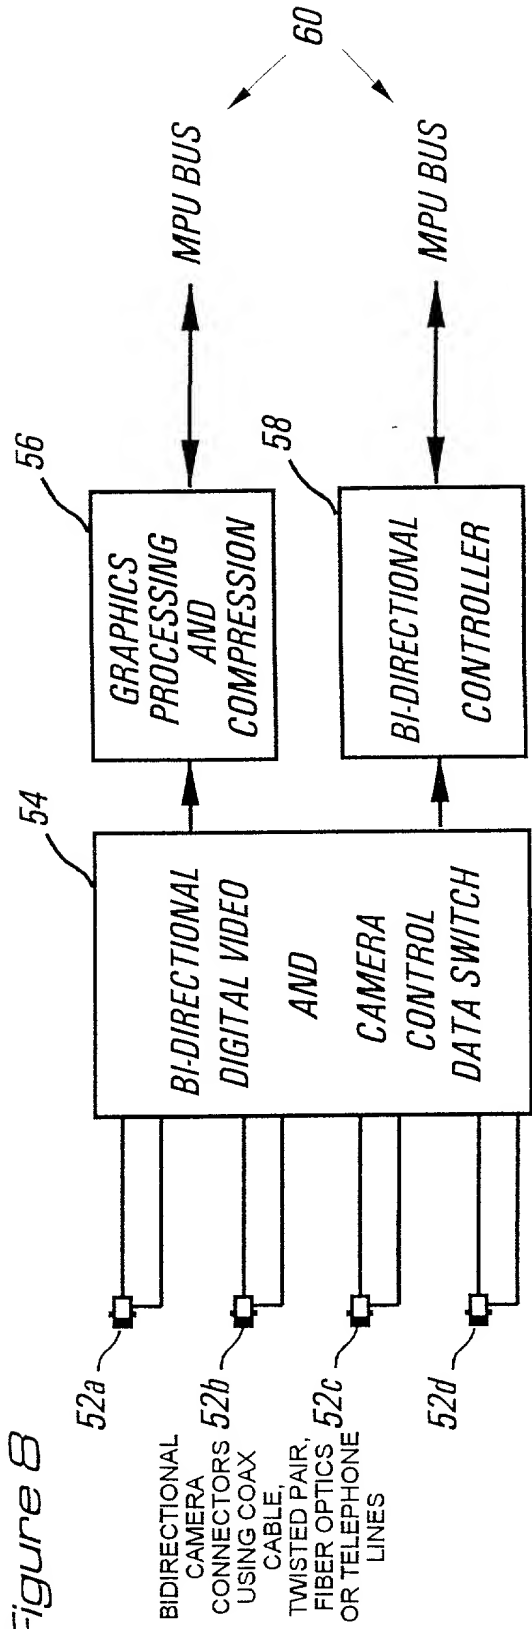 Figure 8
BIDIRECTIONAL
CAMERA
CONNECTORS
USING COAX
CABLE,
TWISTED PAIR,
FIBER OPTICS
OR TELEPHONE
LINES
52a
52b
52c
52d
54
BI-DIRECTIONAL
DIGITAL VIDEO
AND
CAMERA
CONTROL
DATA SWITCH
56
GRAPHICS
PROCESSING
AND
COMPRESSION
58
BI-DIRECTIONAL
CONTROLLER
MPU BUS
MPU BUS
60